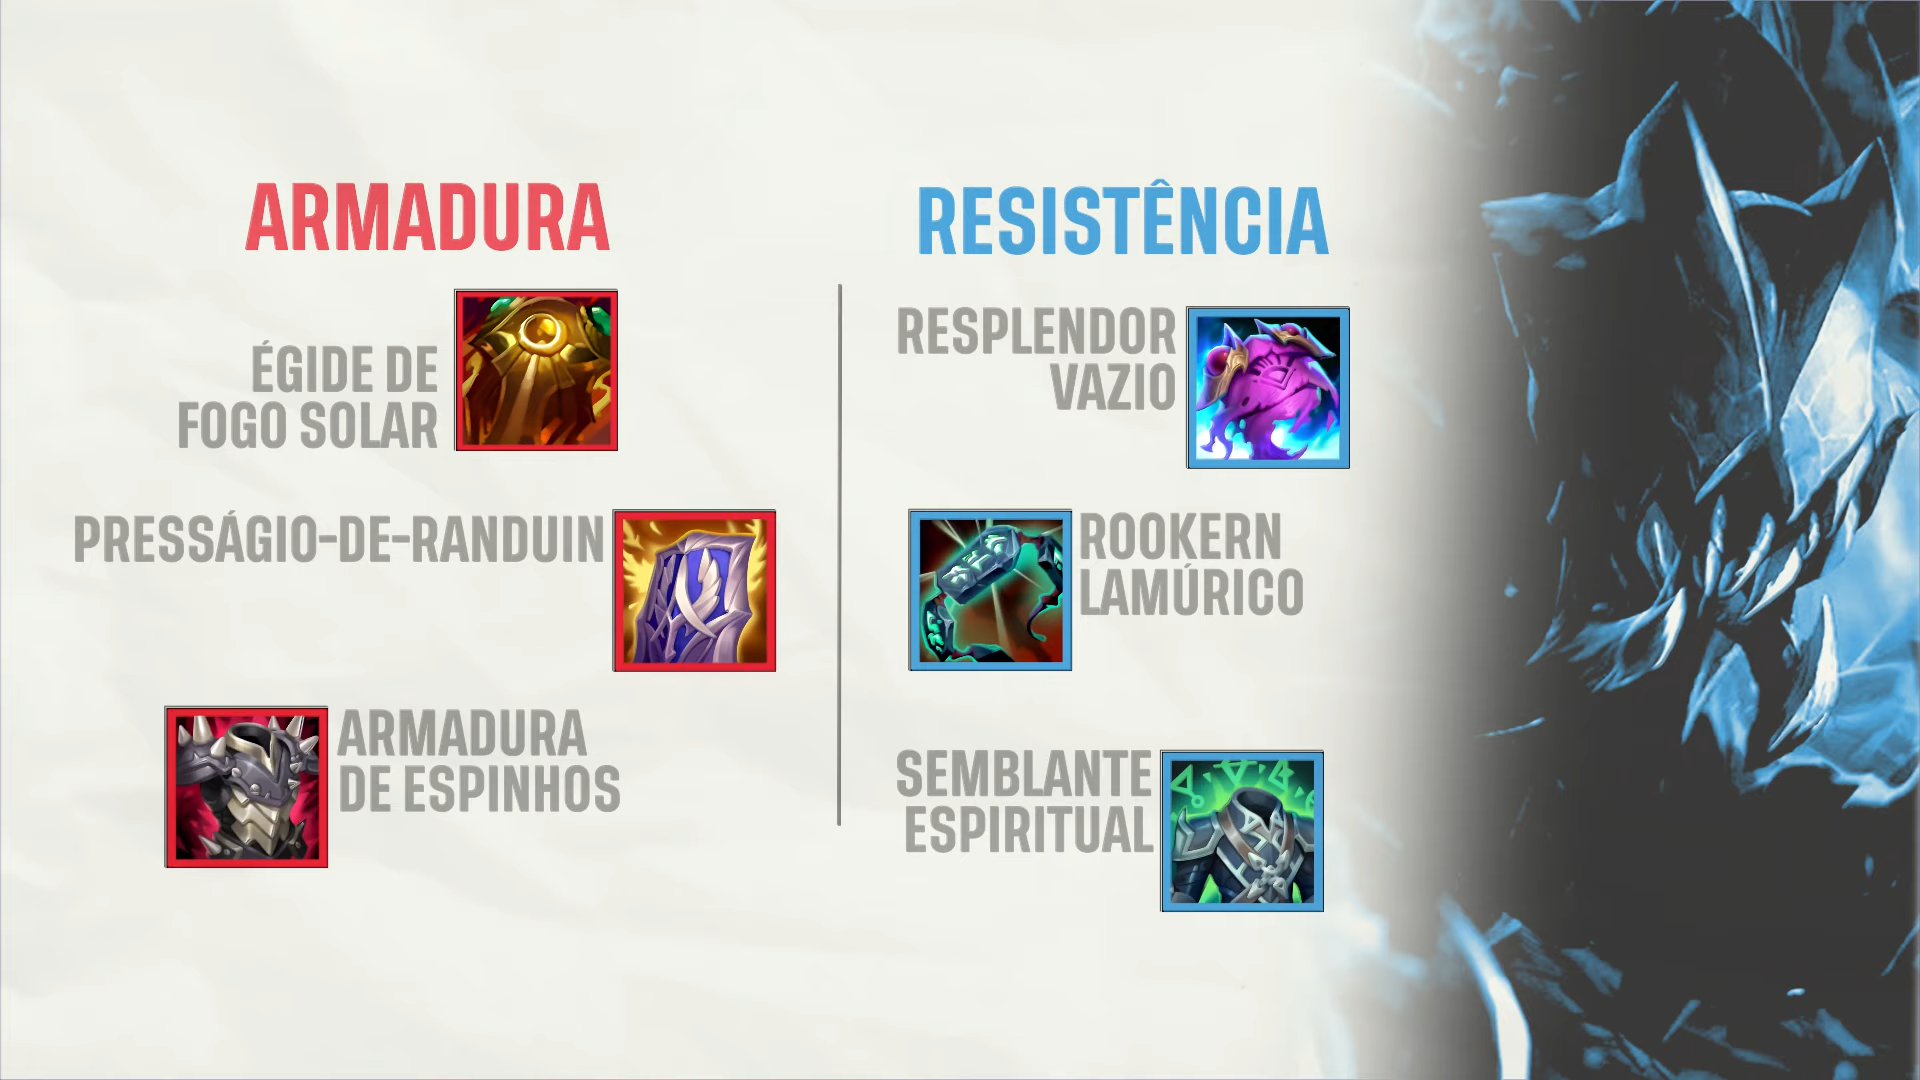 ARMADURA
ÉGIDE DE
FOGO SOLAR
PRESSÁGIO-DE-RANDUIN
ARMADURA
DE ESPINHOS
RESISTÊNCIA
RESPLENDOR
VAZIO
ROOKERN
LAMÚRICO
SEMBLANTE
ESPIRITUAL